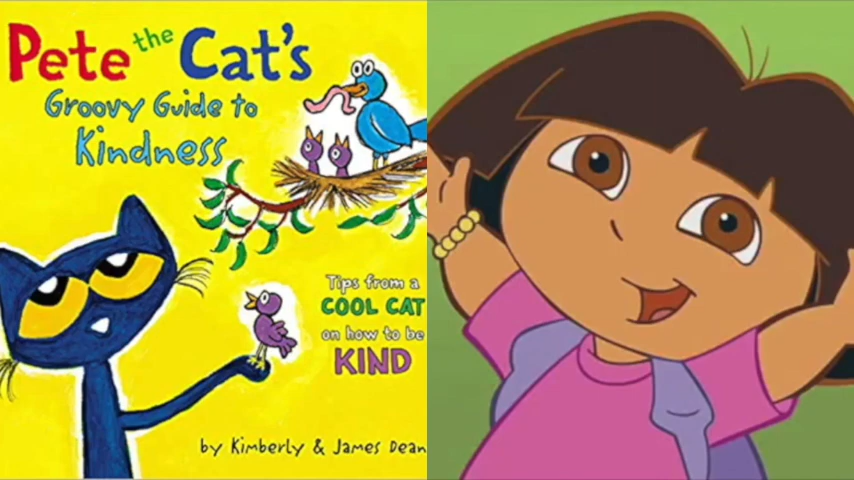 Pete the Cat's
Groovy Guide to
Kindness
Tips from a
COOL CAT
on how to be
KIND
by Kimberly & James Dean